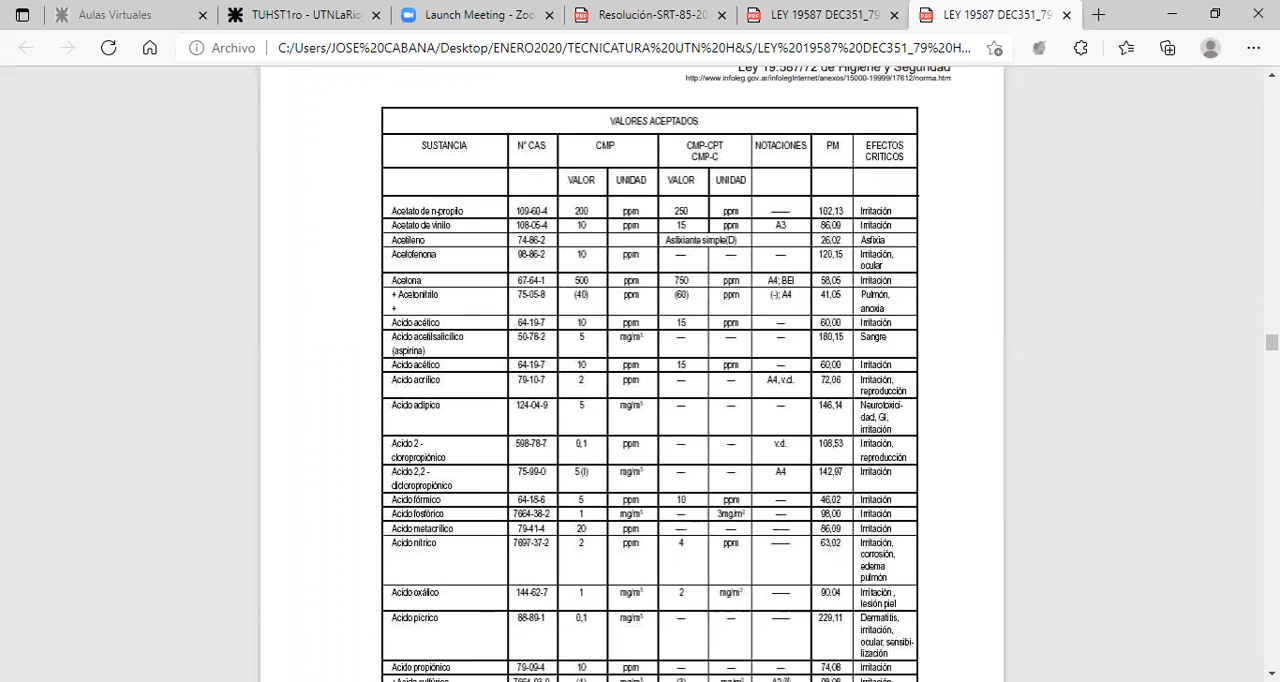 Aulas Virtuales
TUHST1ro - UTNLaRioj
Launch Meeting - Zoo
Resolución-SRT-85-20
LEY 19587 DEC351_79
LEY 19587 DEC351_79
Archivo
C:/Users/JOSE%20CABANA/Desktop/ENERO2020/TECNICATURA%20UTN%20H&S/LEY%2019587%20DEC351_79%20H...
Ley 19.587/72 de Higiene y Seguridad
http://www.infoleg.gov.ar/infolegInternet/anexos/15000-19999/17612/norma.htm
VALORES ACEPTADOS
SUSTANCIA N° CAS CMP CMP-CPT NOTACIONES PM EFECTOS
CMP-C CRITICOS
VALOR UNIDAD VALOR UNIDAD
Acetato de n-propilo 109-60-4 200 ppm 250 ppm —— 102,13 Irritación
Acetato de vinilo 108-05-4 10 ppm 15 ppm A3 86,09 Irritación
Acetileno 74-86-2 Asfixiante simple(D) 26,02 Asfixia
Acetofenona 98-86-2 10 ppm — — — 120,15 Irritación,
ocular
Acetona 67-64-1 500 ppm 750 ppm A4; BEI 58,05 Irritación
+ Acetonitrilo 75-05-8 (40) ppm (60) ppm (-); A4 41,05 Pulmón,
+ anoxia
Acido acético 64-19-7 10 ppm 15 ppm — 60,00 Irritación
Acido acetilsalicílico 50-78-2 5 mg/m³ — — — 180,15 Sangre
(aspirina)
Acido acético 64-19-7 10 ppm 15 ppm — 60,00 Irritación
Acido acrílico 79-10-7 2 ppm — — A4, v.d. 72,06 Irritación,
reproducción
Acido adípico 124-04-9 5 mg/m³ — — — 146,14 Neurotoxici-
dad, GI,
irritación
Acido 2 - 598-78-7 0,1 ppm — — v.d. 108,53 Irritación,
cloropropiónico reproducción
Acido 2,2 - 75-99-0 5 (I) mg/m³ — — A4 142,97 Irritación
dicloropropiónico
Acido fórmico 64-18-6 5 ppm 10 ppm — 46,02 Irritación
Acido fosfórico 7664-38-2 1 mg/m³ — 3mg/m³ — 98,00 Irritación
Acido metacrílico 79-41-4 20 ppm — — —— 86,09 Irritación
Acido nítrico 7697-37-2 2 ppm 4 ppm —— 63,02 Irritación,
corrosión,
edema
pulmón
Acido oxálico 144-62-7 1 mg/m³ 2 mg/m³ —— 90.04 Irritación ,
lesión piel
Acido pícrico 88-89-1 0,1 mg/m³ — — —— 229,11 Dermatitis,
irritación,
ocular, sensibi-
lización
Acido propiónico 79-09-4 10 ppm — — — 74,08 Irritación